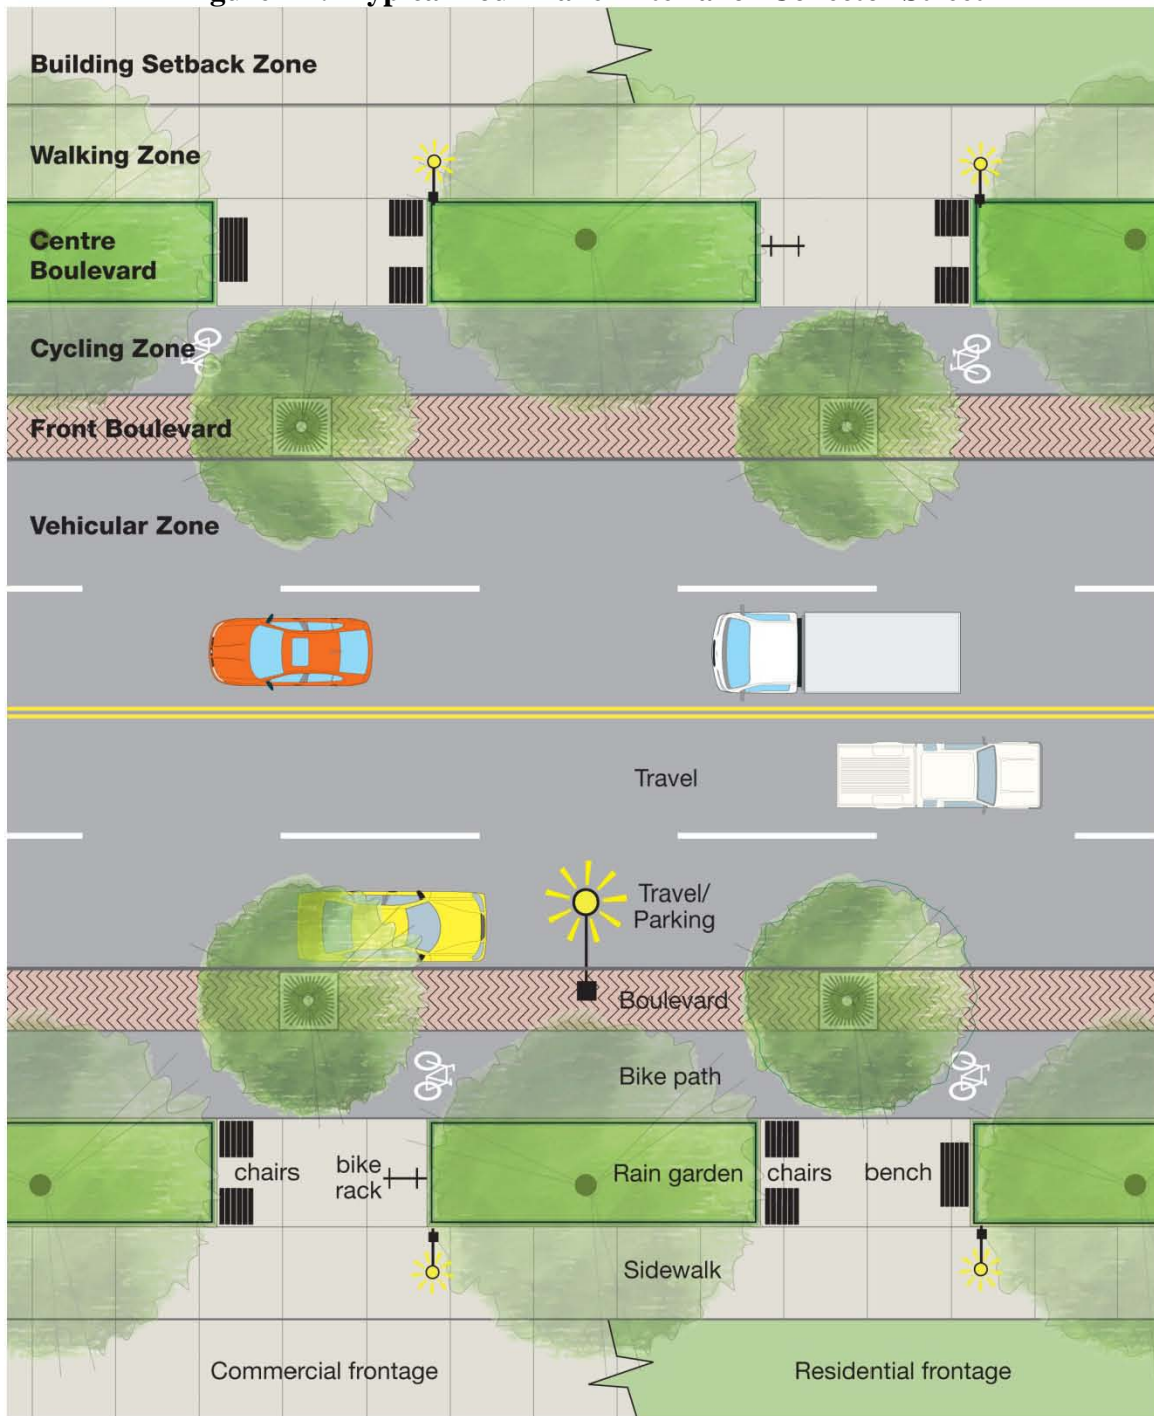 Building Setback Zone
Walking Zone
Centre
Boulevard
Cycling Zone
Front Boulevard
Vehicular Zone
Travel
Travel/
Parking
Boulevard
Bike path
chairs
bike
rack
Rain garden
chairs
bench
Sidewalk
Commercial frontage
Residential frontage